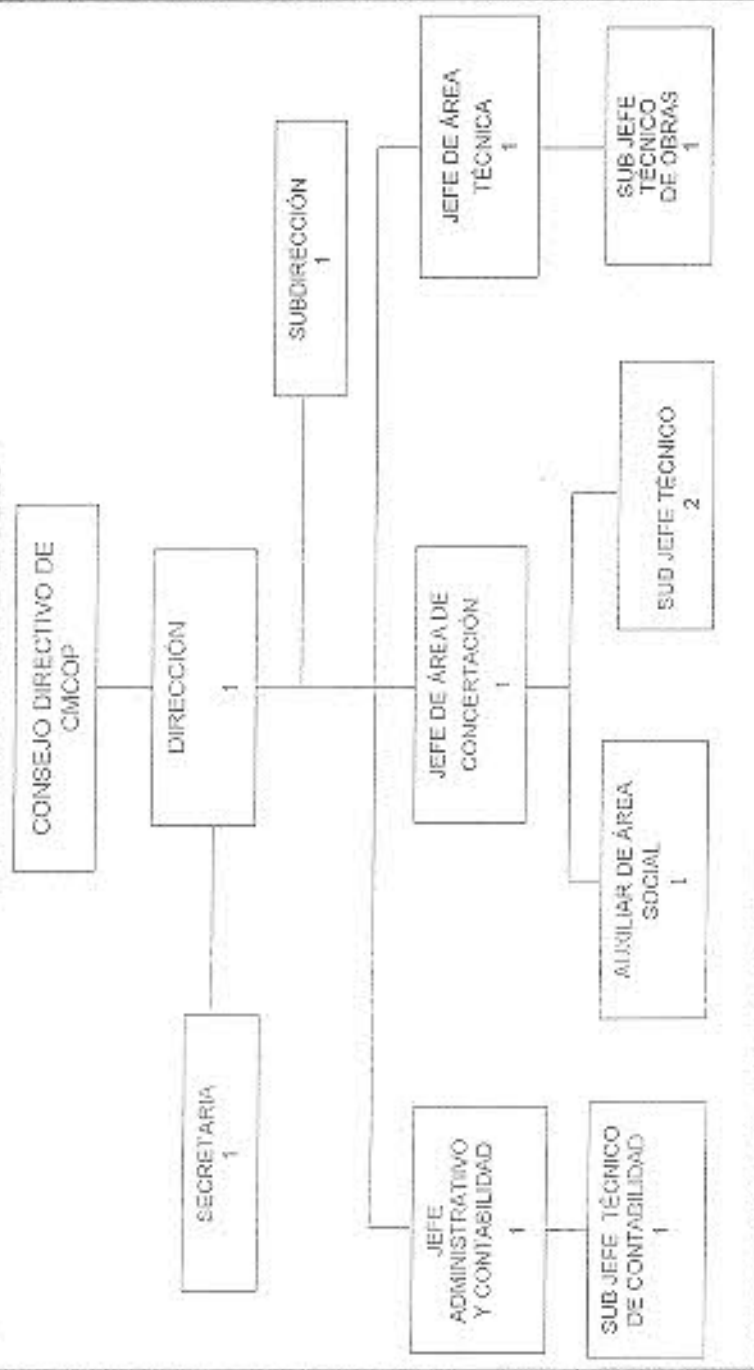 CONSEJO DIRECTIVO DE
CMCOP
DIRECCIÓN
1
SECRETARIA
1
SUBDIRECCIÓN
1
JEFE
ADMINISTRATIVO
Y CONTABILIDAD
1
JEFE DE ÁREA DE
CONCERTACIÓN
1
JEFE DE ÁREA
TÉCNICA
1
SUB JEFE TÉCNICO
DE CONTABILIDAD
1
AUXILIAR DE ÁREA
SOCIAL
1
SUB JEFE TÉCNICO
2
SUB JEFE
TÉCNICO
DE OBRAS
1